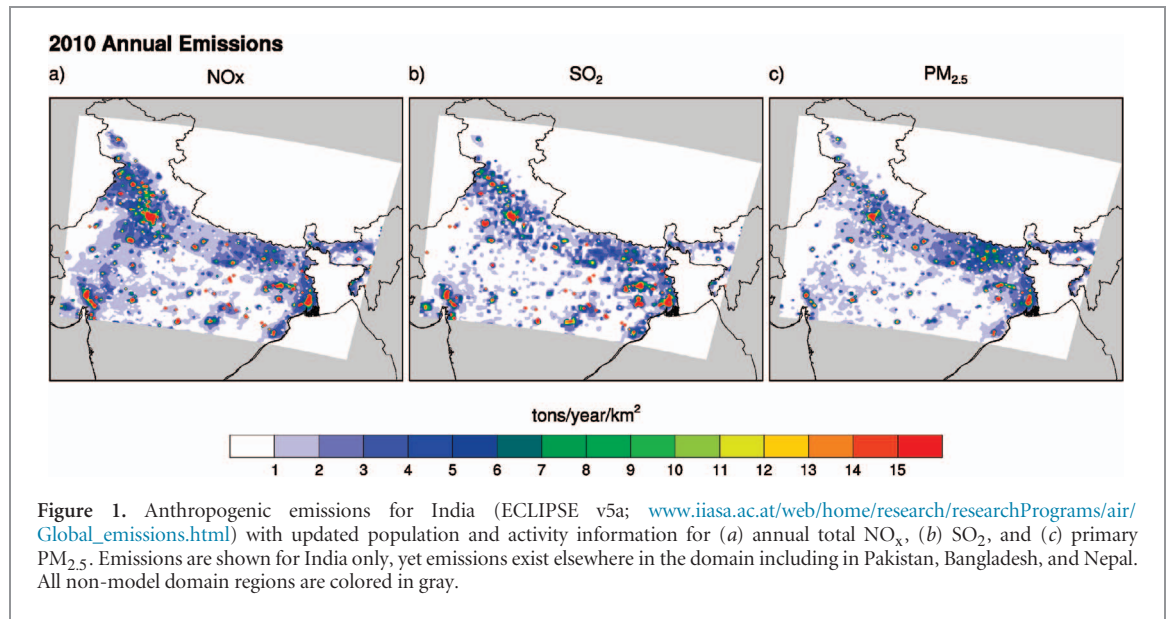 2010 Annual Emissions
a) NOx b) SO₂ c) PM₂.₅
tons/year/km²
1 2 3 4 5 6 7 8 9 10 11 12 13 14 15
Figure 1. Anthropogenic emissions for India (ECLIPSE v5a; www.iiasa.ac.at/web/home/research/researchPrograms/air/
Global_emissions.html) with updated population and activity information for (a) annual total NOₓ, (b) SO₂, and (c) primary
PM₂.₅. Emissions are shown for India only, yet emissions exist elsewhere in the domain including in Pakistan, Bangladesh, and Nepal.
All non-model domain regions are colored in gray.